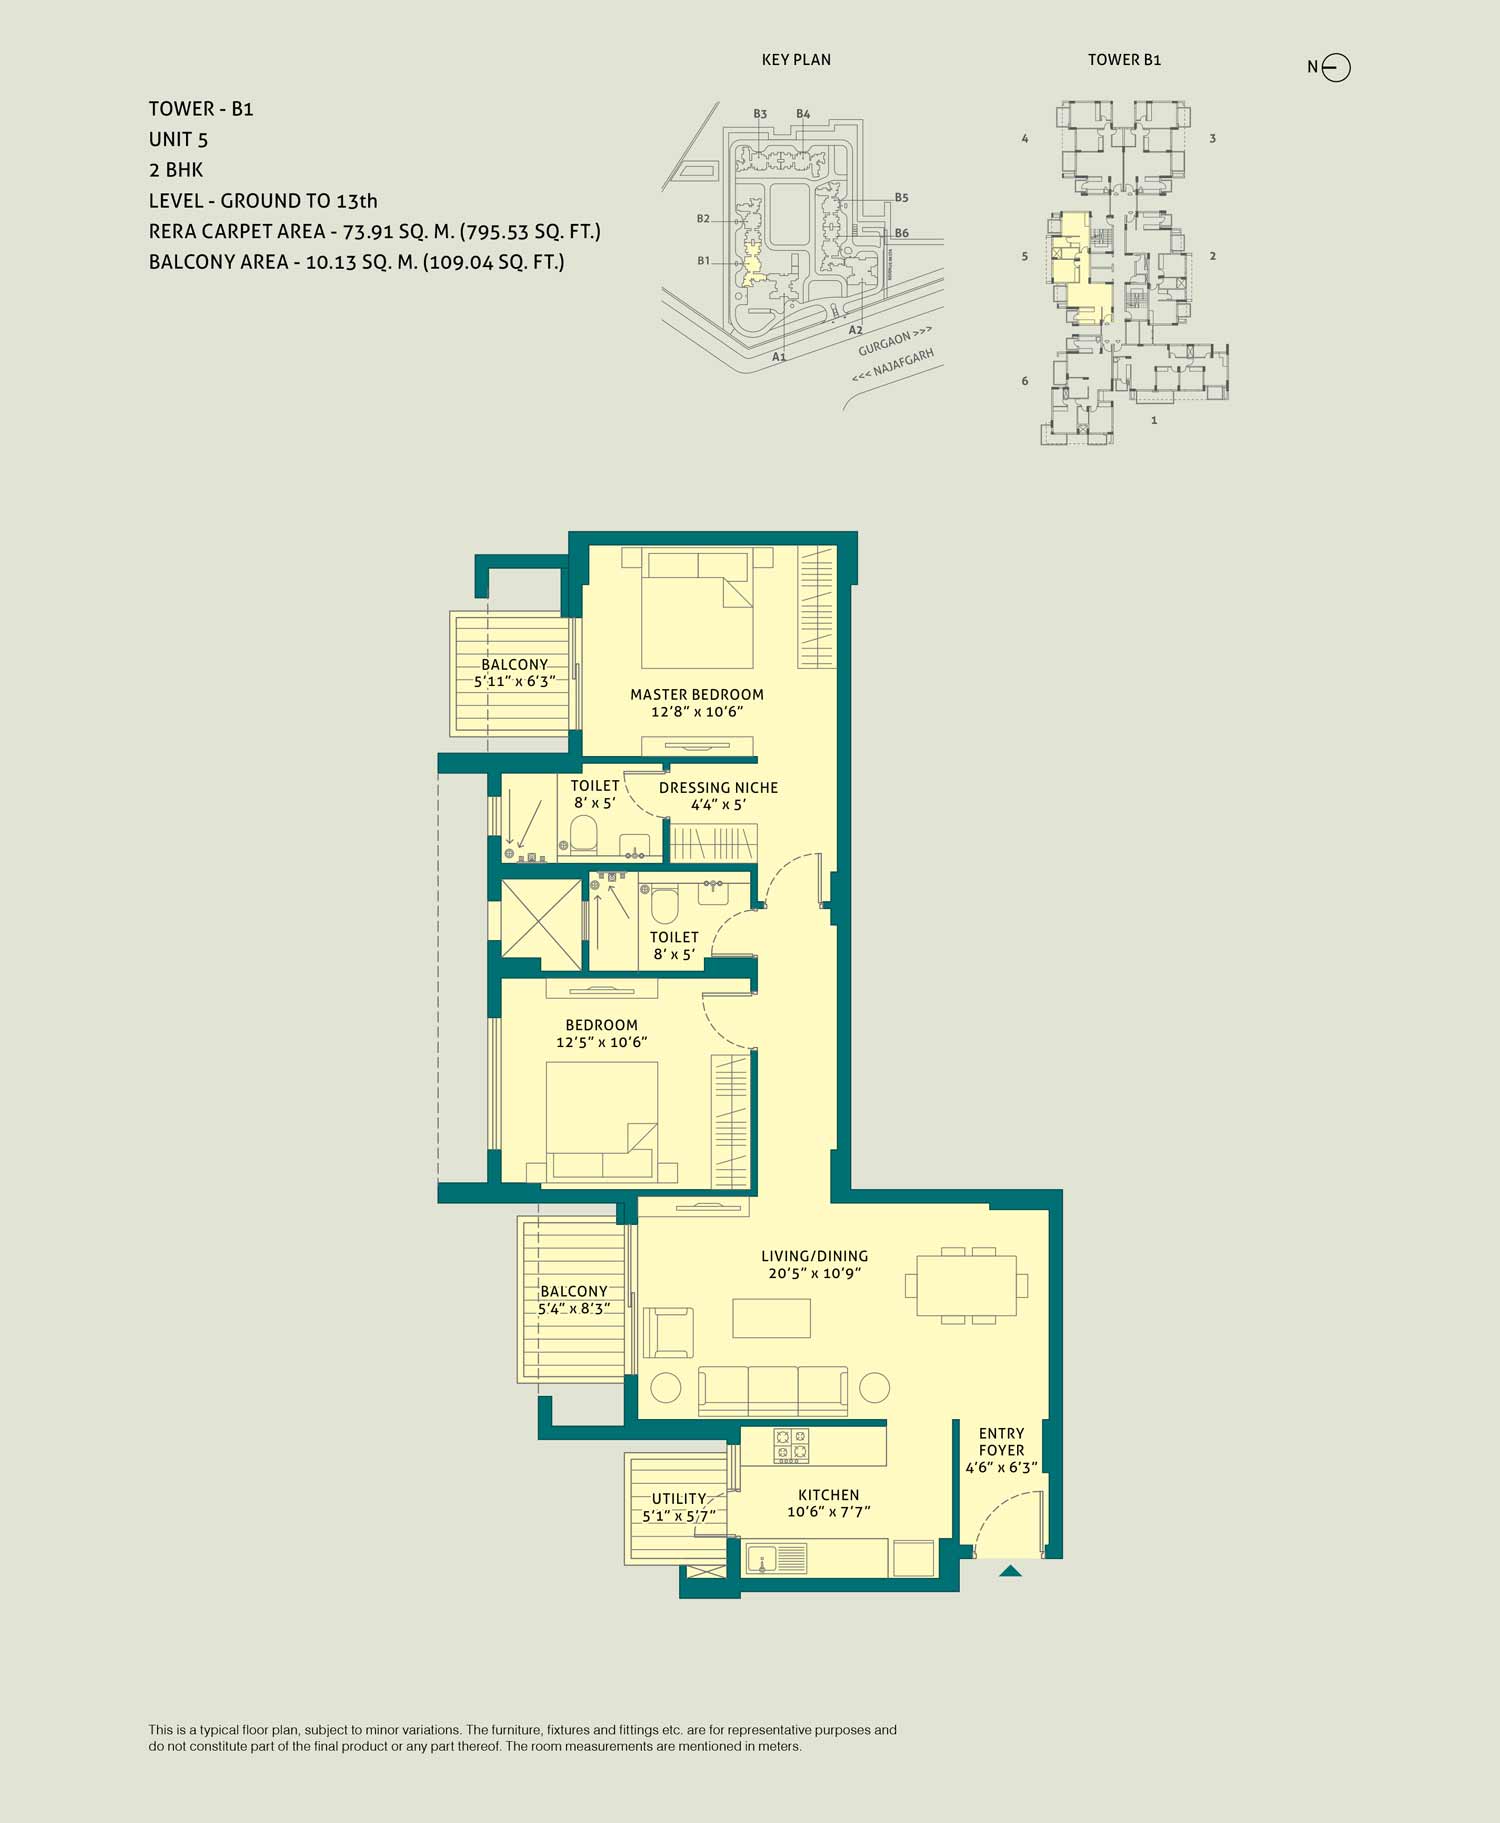 KEY PLAN
TOWER B1
N
TOWER - B1
UNIT 5
2 BHK
LEVEL - GROUND TO 13th
RERA CARPET AREA - 73.91 SQ. M. (795.53 SQ. FT.)
BALCONY AREA - 10.13 SQ. M. (109.04 SQ. FT.)
B3
B4
B5
B2
B6
B1
A2
A1
GURGAON >>>
<<< NAJAFGARH
4
3
5
2
6
1
BALCONY
5'11" x 6'3"
MASTER BEDROOM
12'8" x 10'6"
TOILET
8' x 5'
DRESSING NICHE
4'4" x 5'
TOILET
8' x 5'
BEDROOM
12'5" x 10'6"
LIVING/DINING
20'5" x 10'9"
BALCONY
5'4" x 8'3"
ENTRY
FOYER
4'6" x 6'3"
UTILITY
5'1" x 5'7"
KITCHEN
10'6" x 7'7"
This is a typical floor plan, subject to minor variations. The furniture, fixtures and fittings etc. are for representative purposes and
do not constitute part of the final product or any part thereof. The room measurements are mentioned in meters.